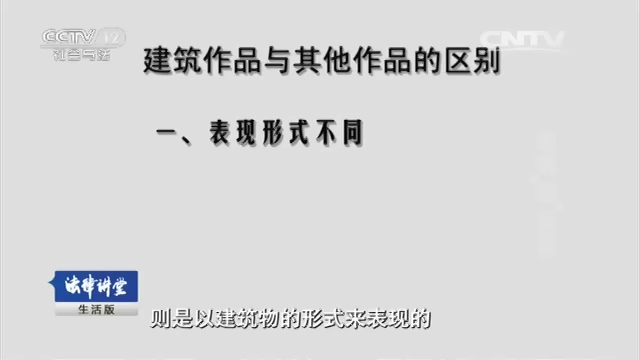 CCTV 12
社会与法
CNTV
建筑作品与其他作品的区别
一、表现形式不同
法律讲堂
生活版
则是以建筑物的形式来表现的